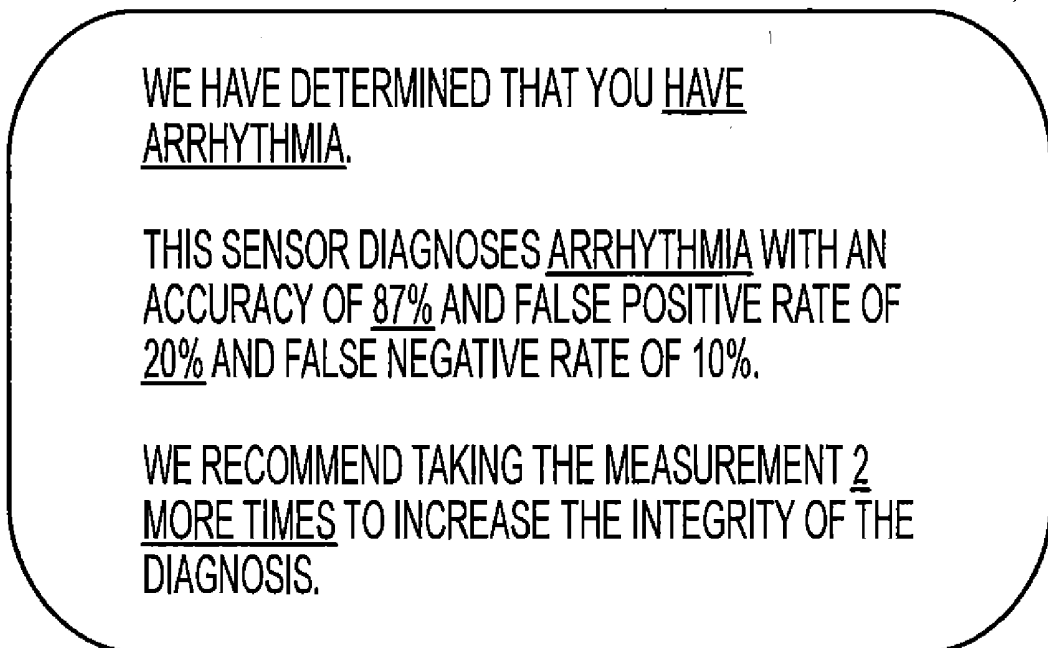 WE HAVE DETERMINED THAT YOU HAVE
ARRHYTHMIA.
THIS SENSOR DIAGNOSES ARRHYTHMIA WITH AN
ACCURACY OF 87% AND FALSE POSITIVE RATE OF
20% AND FALSE NEGATIVE RATE OF 10%.
WE RECOMMEND TAKING THE MEASUREMENT 2
MORE TIMES TO INCREASE THE INTEGRITY OF THE
DIAGNOSIS.